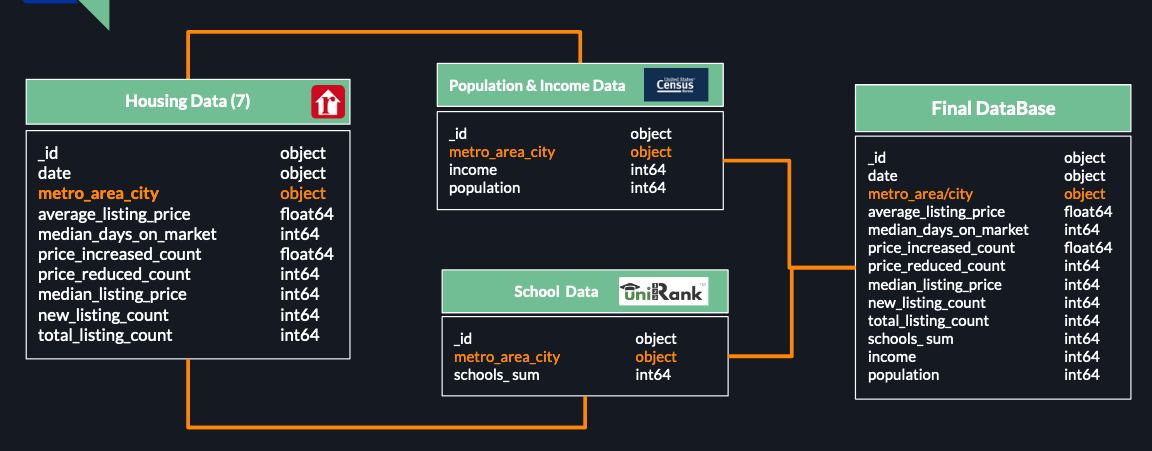 Housing Data (7)
r
_id object
date object
metro_area_city object
average_listing_price float64
median_days_on_market int64
price_increased_count float64
price_reduced_count int64
median_listing_price int64
new_listing_count int64
total_listing_count int64
Population & Income Data
United States®
Census
Bureau
_id object
metro_area_city object
income int64
population int64
School Data
uniRank™
_id object
metro_area_city object
schools_ sum int64
Final DataBase
_id object
date object
metro_area/city object
average_listing_price float64
median_days_on_market int64
price_increased_count float64
price_reduced_count int64
median_listing_price int64
new_listing_count int64
total_listing_count int64
schools_ sum int64
income int64
population int64